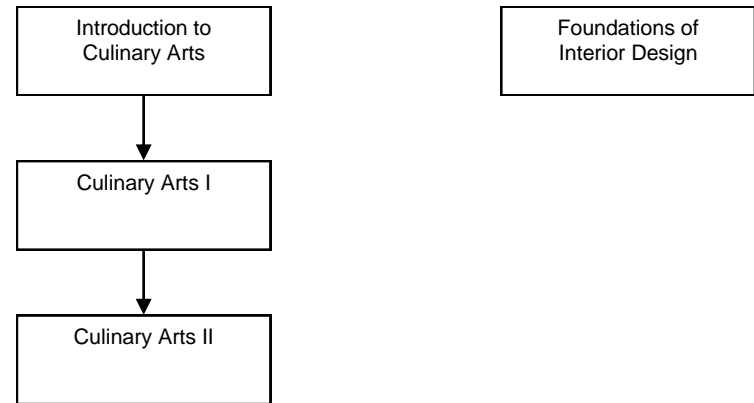 Introduction to
Culinary Arts
Foundations of
Interior Design
Culinary Arts I
Culinary Arts II